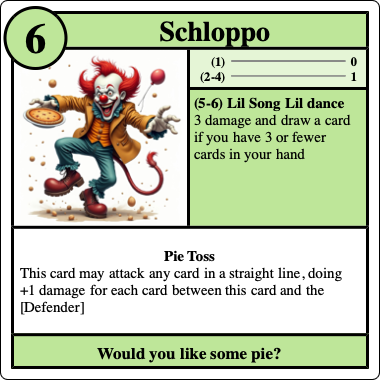 6
Schloppo
(1) 0
(2-4) 1
(5-6) Lil Song Lil dance
3 damage and draw a card
if you have 3 or fewer
cards in your hand
Pie Toss
This card may attack any card in a straight line, doing
+1 damage for each card between this card and the
[Defender]
Would you like some pie?